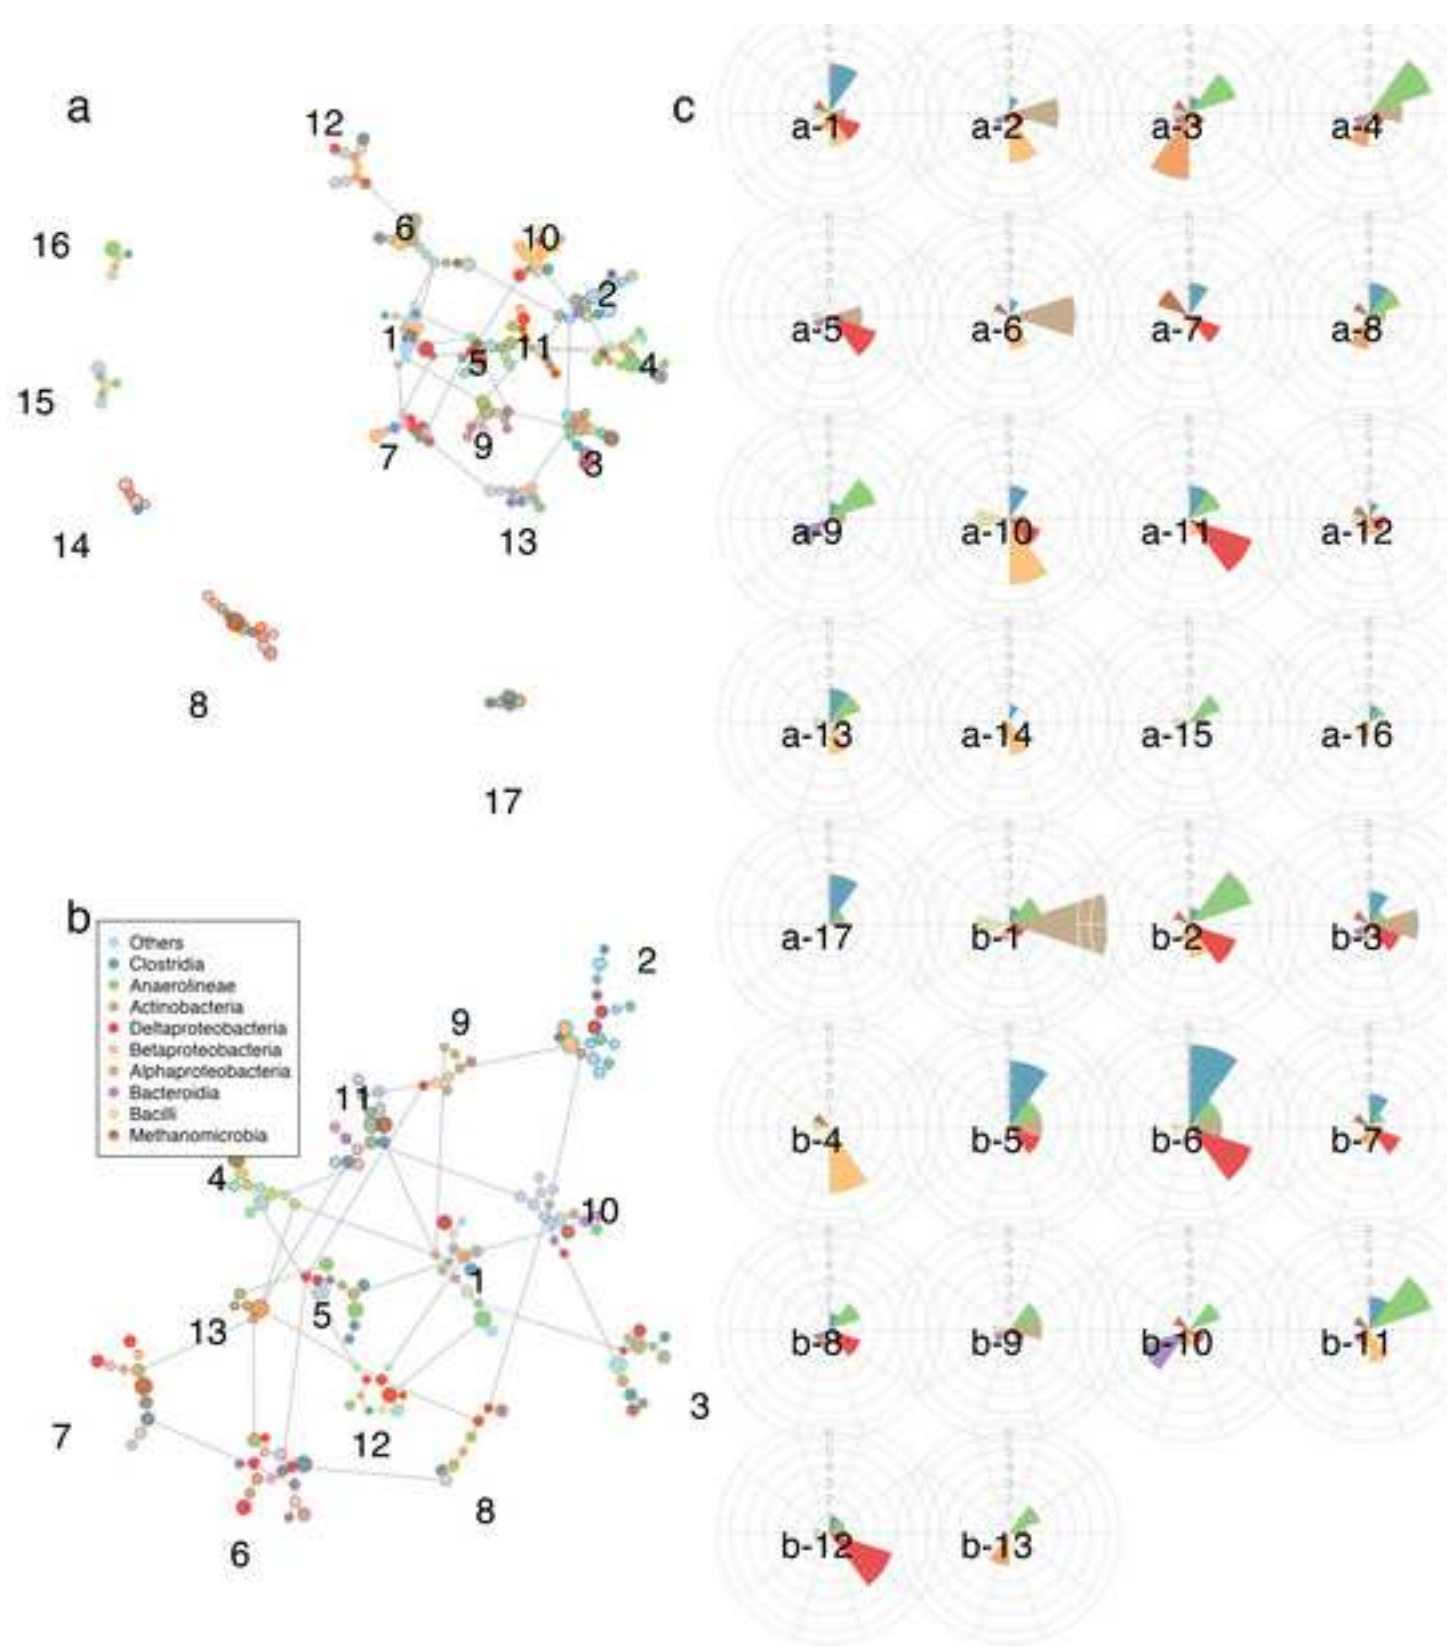 a
12
6
10
2
16
1
5
11
4
15
7
9
3
14
13
8
17
b
Others
Clostridia
Anaerolineae
Actinobacteria
Deltaproteobacteria
Betaproteobacteria
Alphaproteobacteria
Bacteroidia
Bacilli
Methanomicrobia
2
9
11
4
10
1
5
13
3
7
12
8
6
c
a-1 a-2 a-3 a-4
a-5 a-6 a-7 a-8
a-9 a-10 a-11 a-12
a-13 a-14 a-15 a-16
a-17 b-1 b-2 b-3
b-4 b-5 b-6 b-7
b-8 b-9 b-10 b-11
b-12 b-13